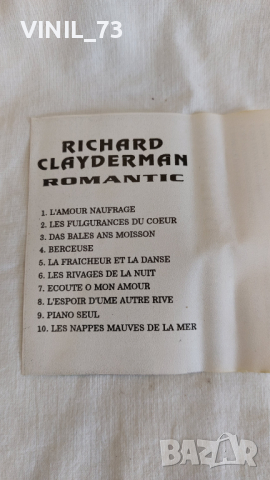 VINIL_73
RICHARD
CLAYDERMAN
ROMANTIC
1. L'AMOUR NAUFRAGE
2. LES FULGURANCES DU COEUR
3. DAS BALES ANS MOISSON
4. BERCEUSE
5. LA FRAICHEUR ET LA DANSE
6. LES RIVAGES DE LA NUIT
7. ECOUTE O MON AMOUR
8. L'ESPOIR D'UME AUTRE RIVE
9. PIANO SEUL
10. LES NAPPES MAUVES DE LA MER
bazar